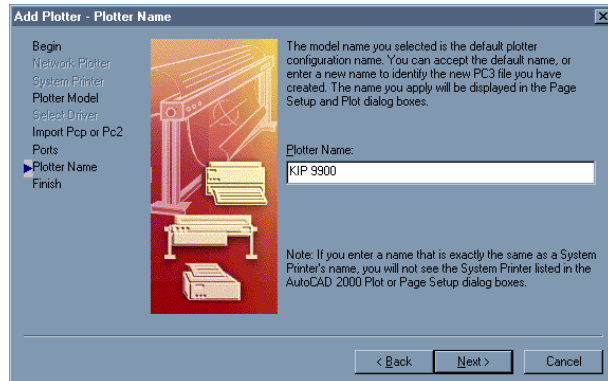 Add Plotter - Plotter Name
Begin
Network Plotter
System Printer
Plotter Model
Select Driver
Import Pcp or Pc2
Ports
Plotter Name
Finish
The model name you selected is the default plotter
configuration name. You can accept the default name, or
enter a new name to identify the new PC3 file you have
created. The name you apply will be displayed in the Page
Setup and Plot dialog boxes.
Plotter Name:
KIP 9900
Note: If you enter a name that is exactly the same as a System
Printer's name, you will not see the System Printer listed in the
AutoCAD 2000 Plot or Page Setup dialog boxes.
< Back
Next >
Cancel